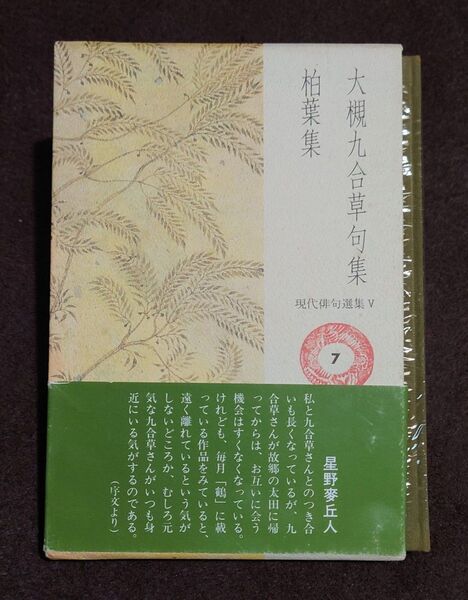 大槻九合草句集
柏葉集
現代俳句選集 V
7
星野麥丘人
私と九合草さんとのつき合
いも長くなっているが、九
合草さんが故郷の太田に帰
ってからは、お互いに会う
機会はすくなくなっている。
けれども、毎月「鶴」に載
っている作品をみていると、
遠く離れているという気が
しないどころか、むしろ元
気な九合草さんがいつも身
近にいる気がするのである。
（序文より）